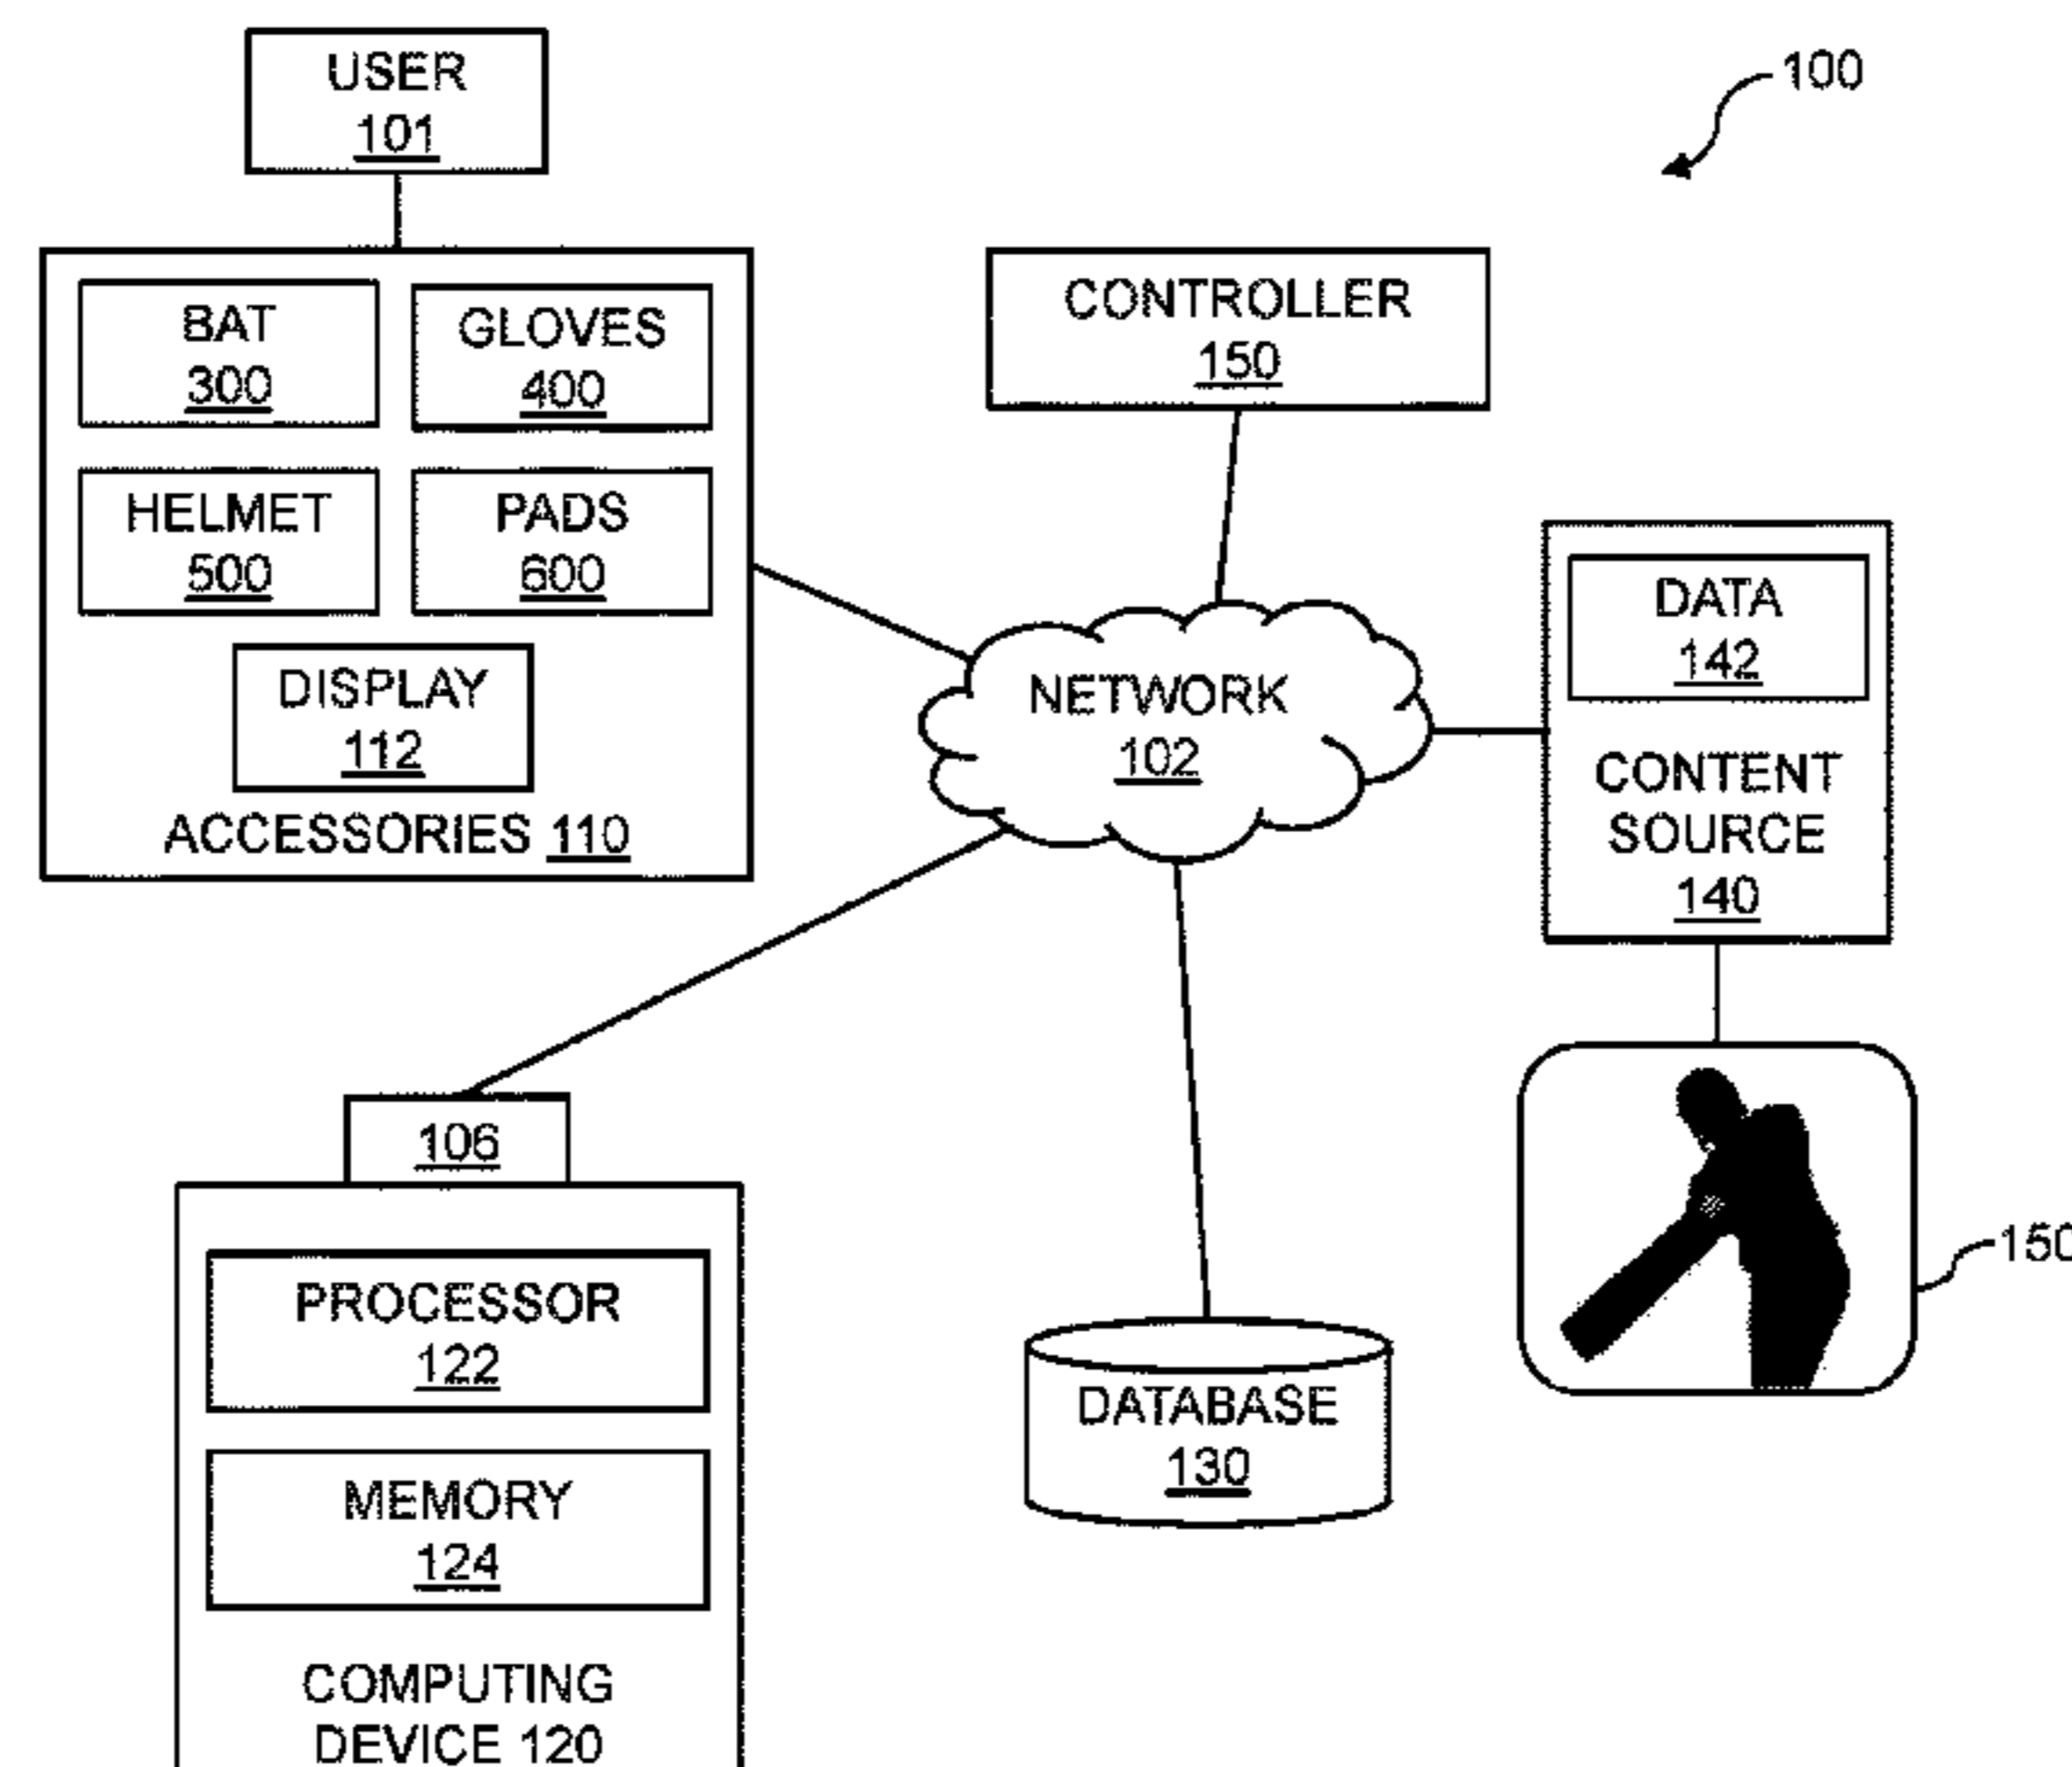 USER
101
100
BAT
300
GLOVES
400
HELMET
500
PADS
600
DISPLAY
112
ACCESSORIES 110
CONTROLLER
150
NETWORK
102
DATA
142
CONTENT
SOURCE
140
150
106
PROCESSOR
122
MEMORY
124
COMPUTING
DEVICE 120
DATABASE
130